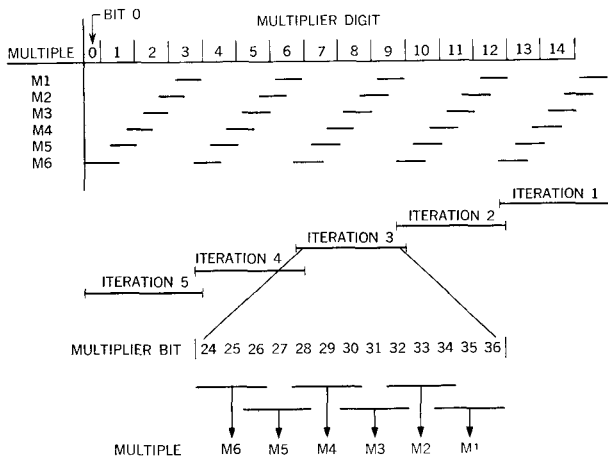 BIT 0
MULTIPLIER DIGIT
MULTIPLE 0 1 2 3 4 5 6 7 8 9 10 11 12 13 14
M1
M2
M3
M4
M5
M6
ITERATION 1
ITERATION 2
ITERATION 3
ITERATION 4
ITERATION 5
MULTIPLIER BIT 24 25 26 27 28 29 30 31 32 33 34 35 36
MULTIPLE M6 M5 M4 M3 M2 M1